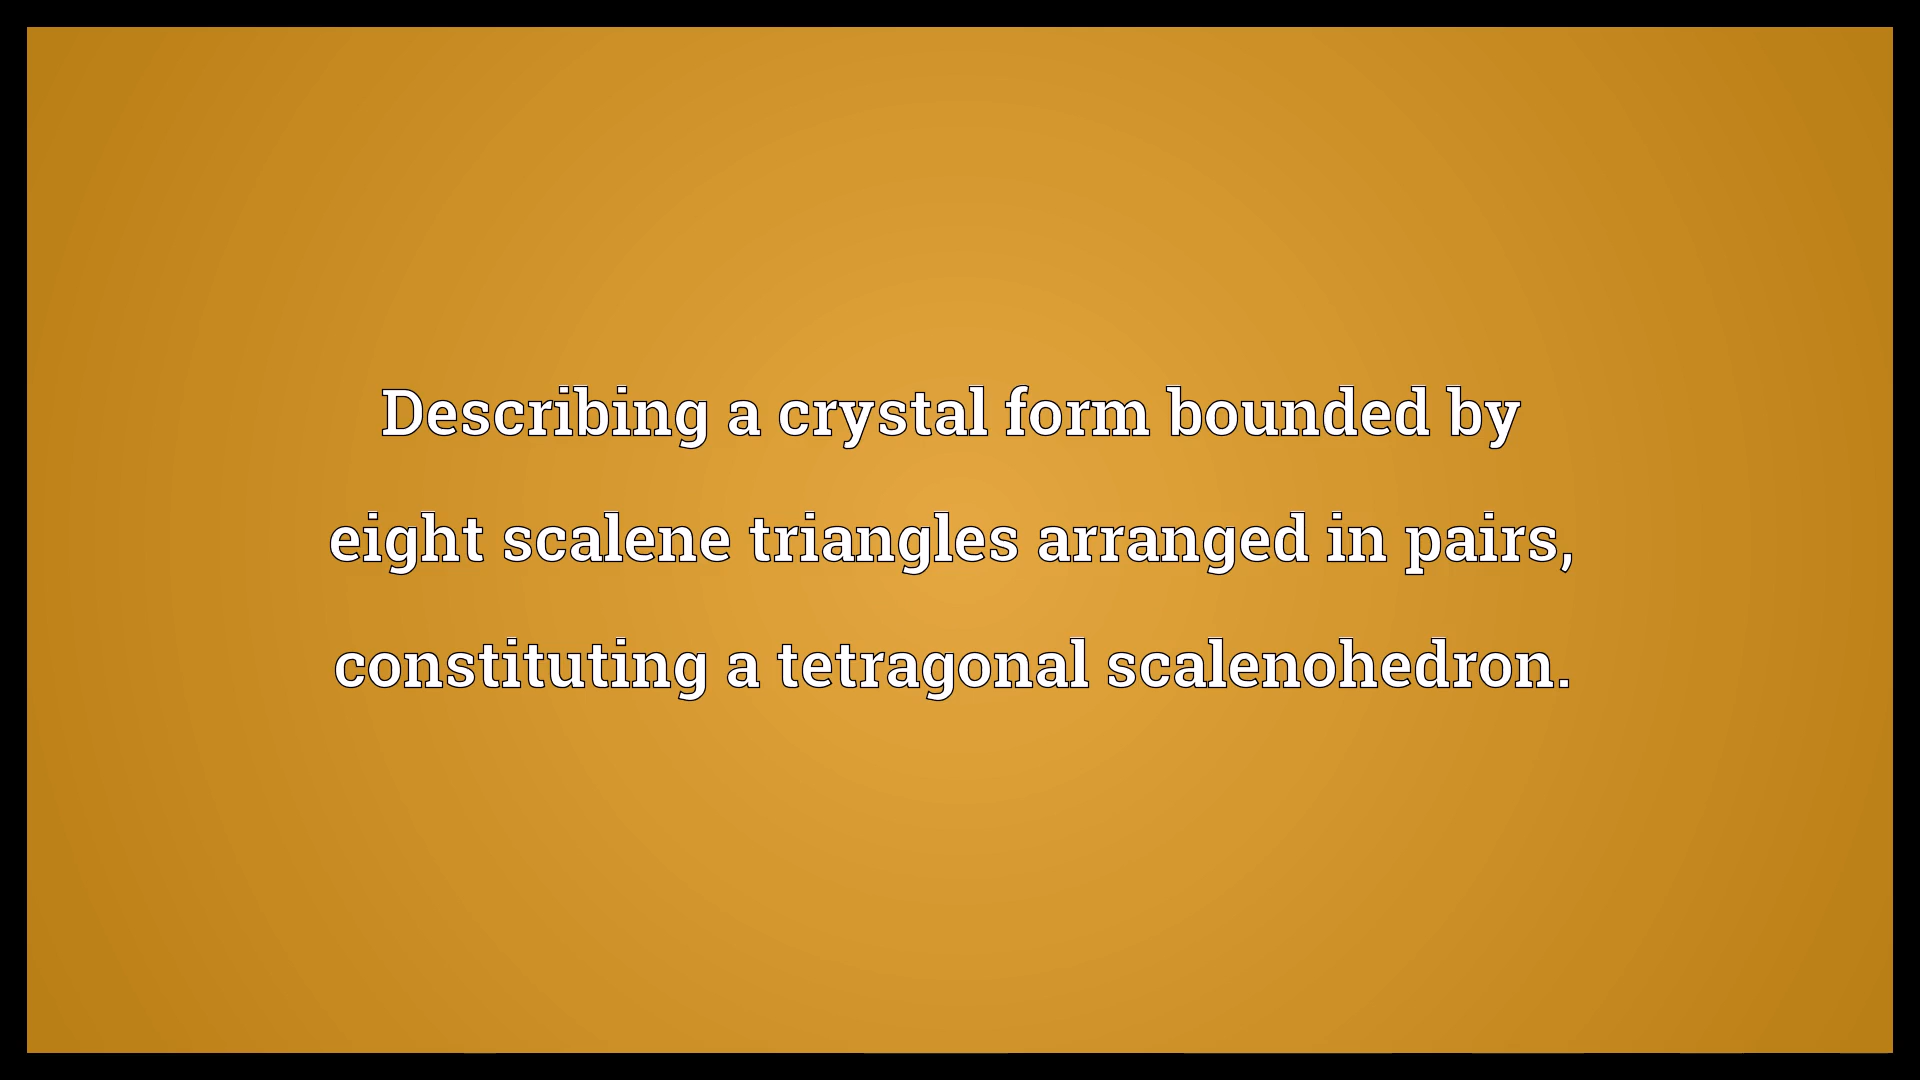 Describing a crystal form bounded by
eight scalene triangles arranged in pairs,
constituting a tetragonal scalenohedron.